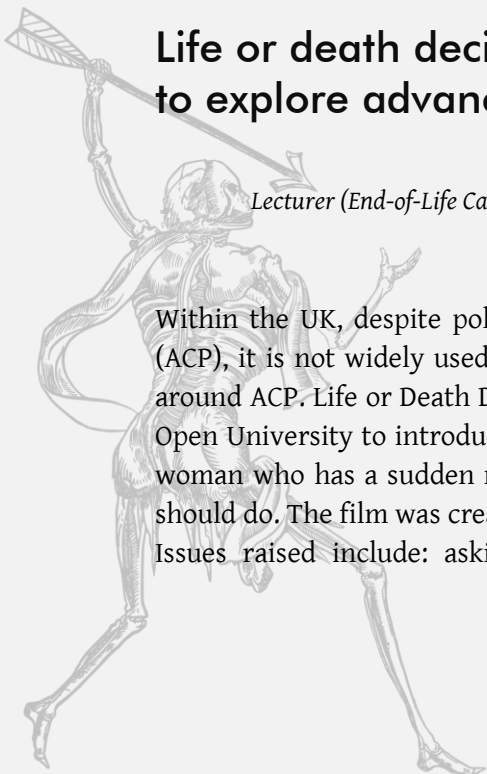 Life or death deci
to explore advanc
Lecturer (End-of-Life Ca
Within the UK, despite pol
(ACP), it is not widely used
around ACP. Life or Death D
Open University to introdu
woman who has a sudden
should do. The film was crea
Issues raised include: aski